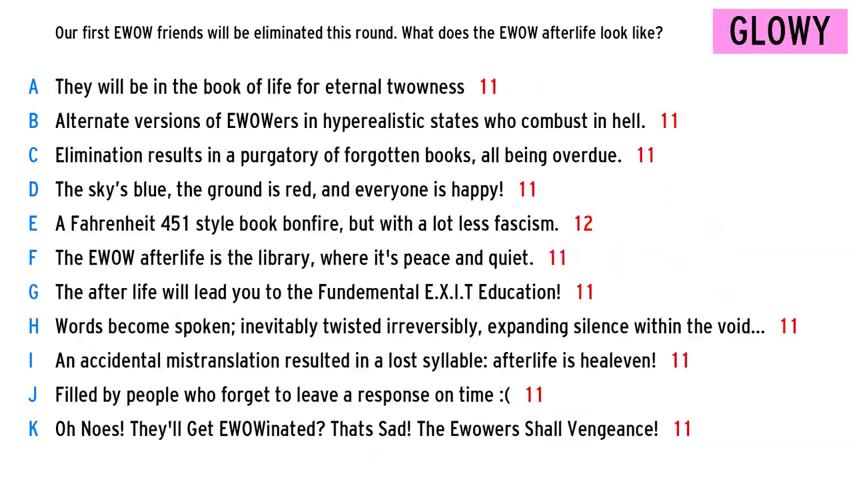 Our first EWOW friends will be eliminated this round. What does the EWOW afterlife look like?
GLOWY
A They will be in the book of life for eternal twowness 11
B Alternate versions of EWOWers in hyperealistic states who combust in hell. 11
C Elimination results in a purgatory of forgotten books, all being overdue. 11
D The sky's blue, the ground is red, and everyone is happy! 11
E A Fahrenheit 451 style book bonfire, but with a lot less fascism. 12
F The EWOW afterlife is the library, where it's peace and quiet. 11
G The after life will lead you to the Fundemental E.X.I.T Education! 11
H Words become spoken; inevitably twisted irreversibly, expanding silence within the void... 11
I An accidental mistranslation resulted in a lost syllable: afterlife is healeven! 11
J Filled by people who forget to leave a response on time :( 11
K Oh Noes! They'll Get EWOWinated? Thats Sad! The Ewowers Shall Vengeance! 11